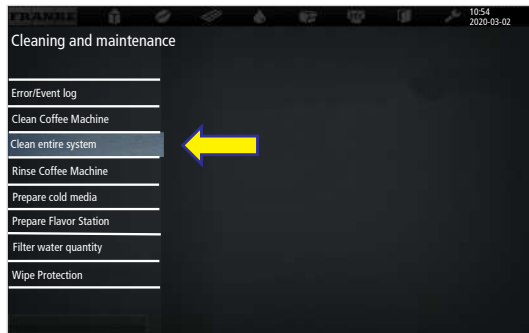 FRANKE
10:54
2020-03-02
Cleaning and maintenance
Error/Event log
Clean Coffee Machine
Clean entire system
Rinse Coffee Machine
Prepare cold media
Prepare Flavor Station
Filter water quantity
Wipe Protection